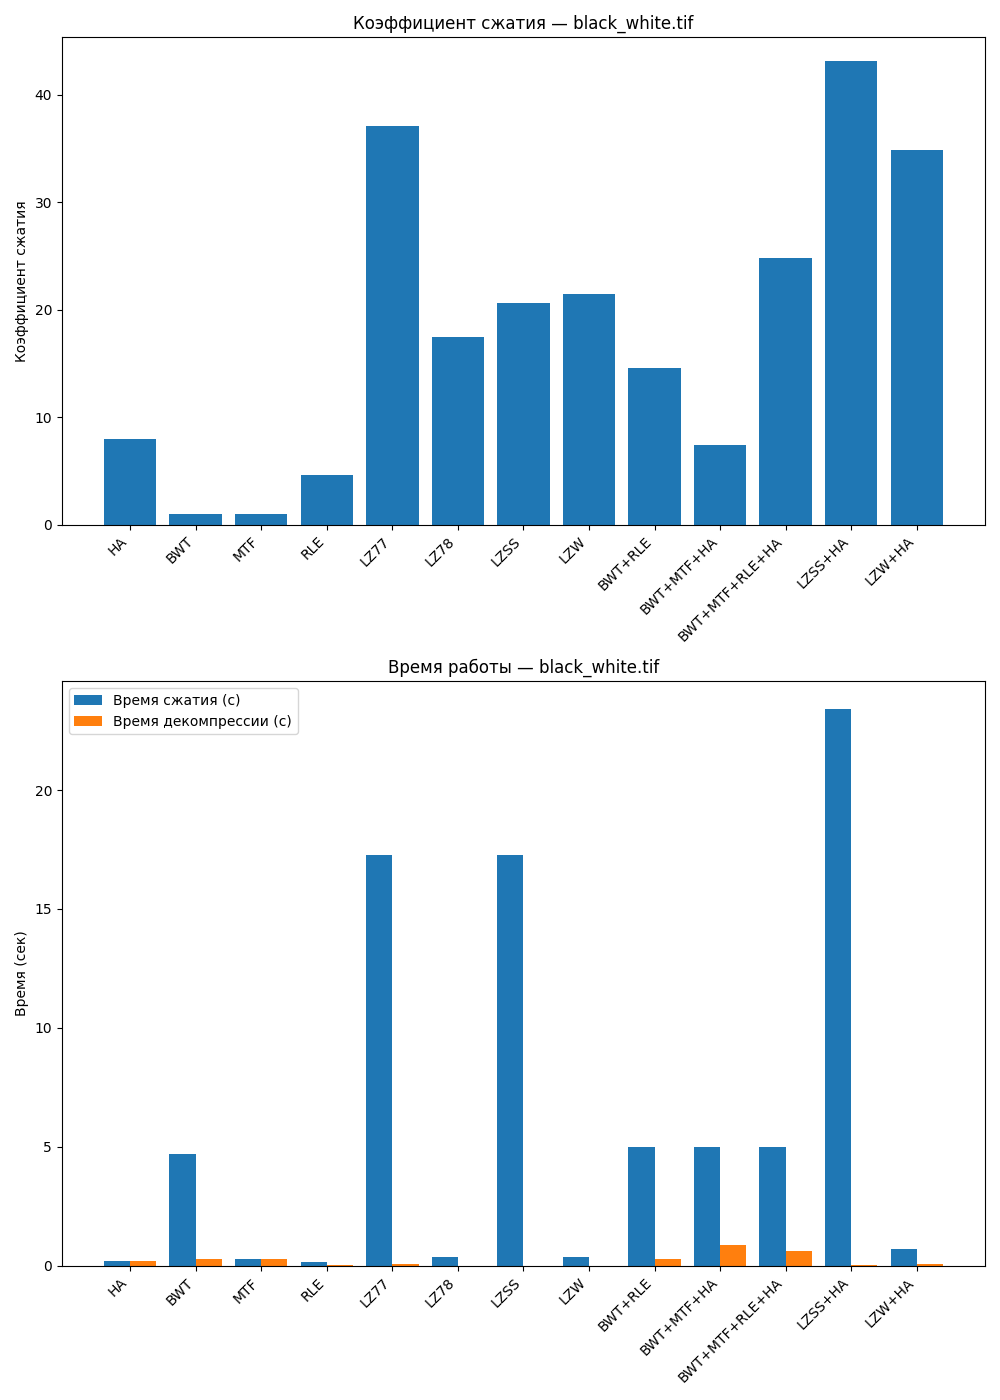 Коэффициент сжатия — black_white.tif
Коэффициент сжатия
40
30
20
10
0
HA
BWT
MTF
RLE
LZ77
LZ78
LZSS
LZW
BWT+RLE
BWT+MTF+HA
BWT+MTF+RLE+HA
LZSS+HA
LZW+HA
Время работы — black_white.tif
Время сжатия (с)
Время декомпрессии (с)
Время (сек)
20
15
10
5
0
HA
BWT
MTF
RLE
LZ77
LZ78
LZSS
LZW
BWT+RLE
BWT+MTF+HA
BWT+MTF+RLE+HA
LZSS+HA
LZW+HA